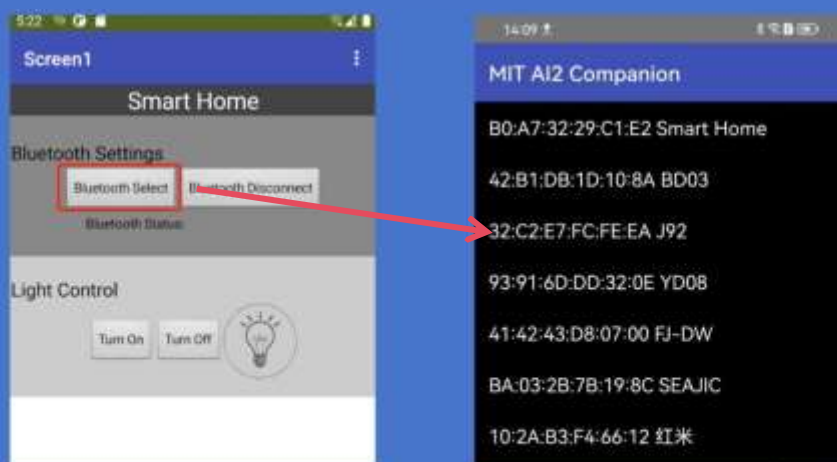 5:22
Screen1
Smart Home
Bluetooth Settings
Bluetooth Select
Bluetooth Disconnect
Bluetooth Status:
Light Control
Turn On
Turn Off
14:09
MIT AI2 Companion
B0:A7:32:29:C1:E2 Smart Home
42:B1:DB:1D:10:8A BD03
32:C2:E7:FC:FE:EA J92
93:91:6D:DD:32:0E YD08
41:42:43:D8:07:00 FJ-DW
BA:03:2B:7B:19:8C SEAJIC
10:2A:B3:F4:66:12 红米